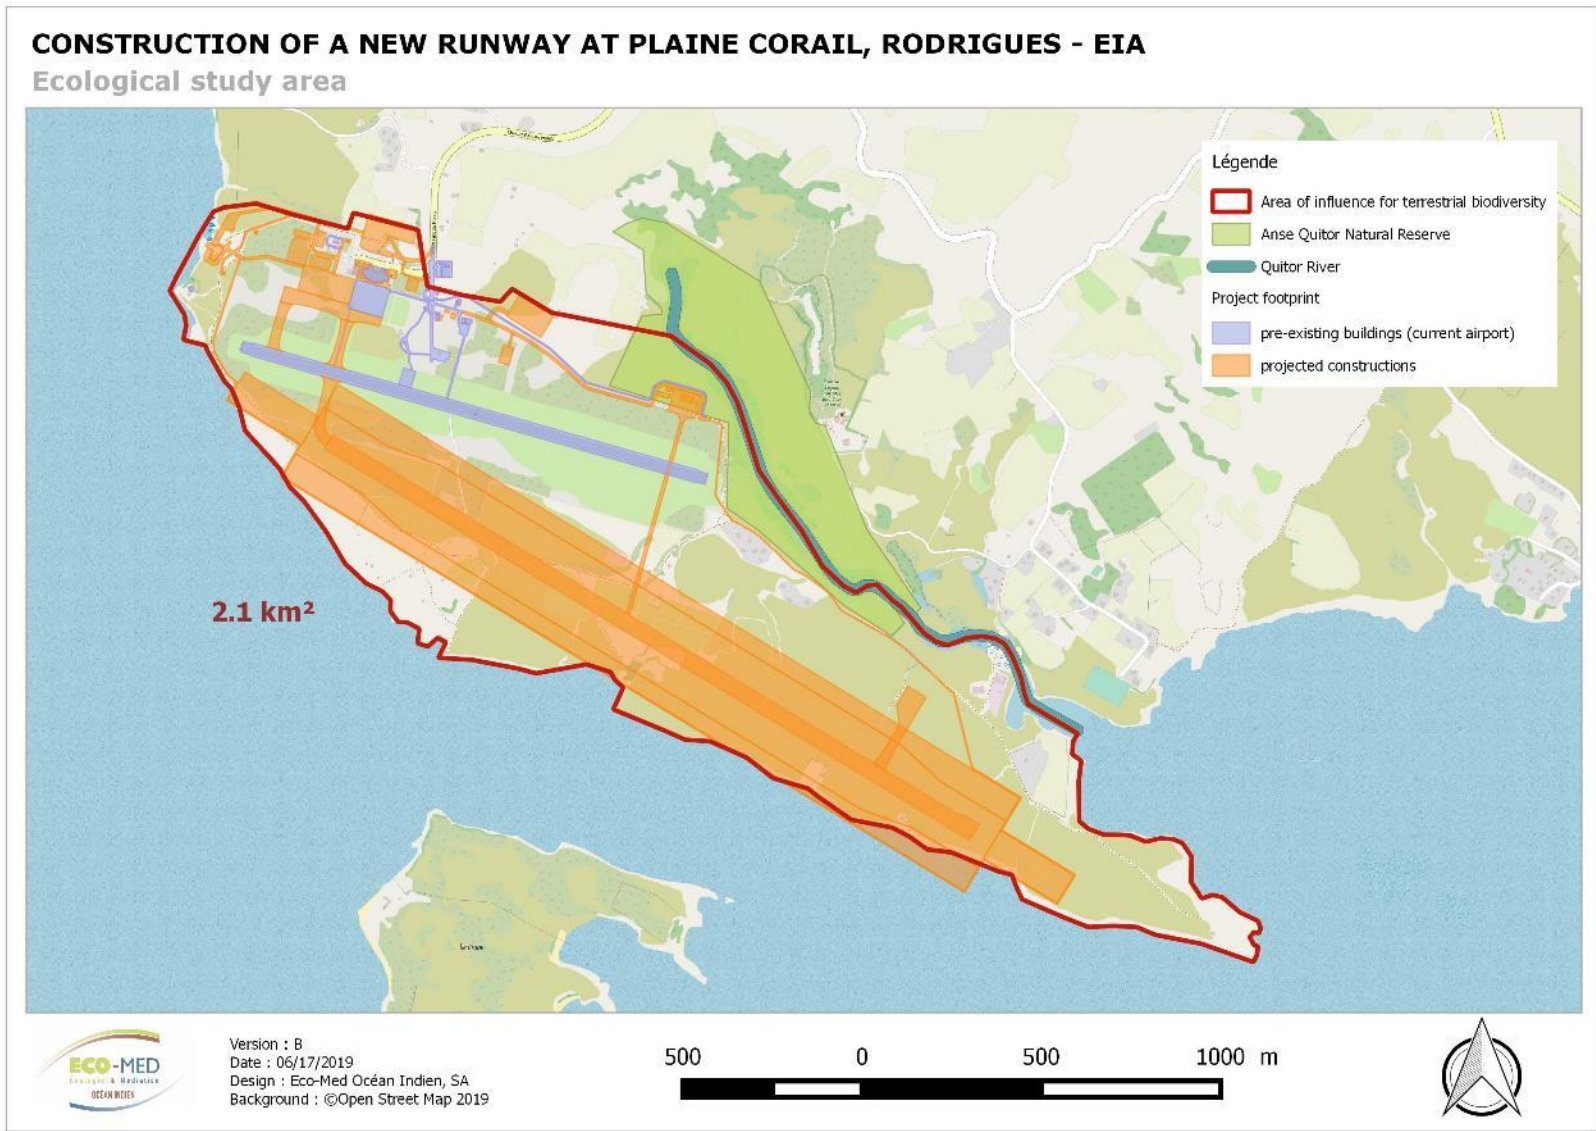 CONSTRUCTION OF A NEW RUNWAY AT PLAINE CORAIL, RODRIGUES - EIA
Ecological study area
Légende
Area of influence for terrestrial biodiversity
Anse Quitor Natural Reserve
Quitor River
Project footprint
pre-existing buildings (current airport)
projected constructions
2.1 km²
ECO-MED
OCÉAN INDIEN
Version : B
Date : 06/17/2019
Design : Eco-Med Océan Indien, SA
Background : ©Open Street Map 2019
500 0 500 1000 m